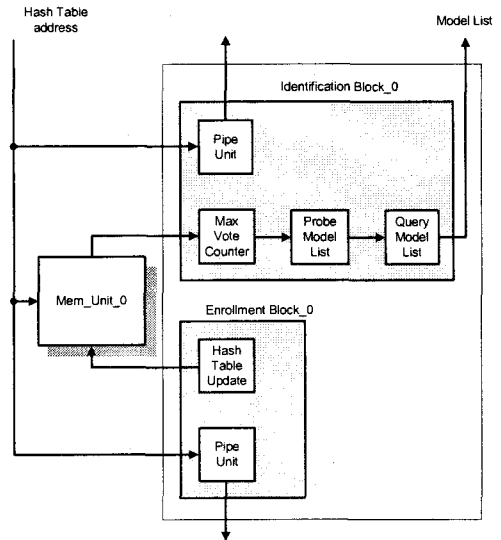 Hash Table
address
Model List
Identification Block_0
Pipe
Unit
Max
Vote
Counter
Probe
Model
List
Query
Model
List
Mem_Unit_0
Enrollment Block_0
Hash
Table
Update
Pipe
Unit